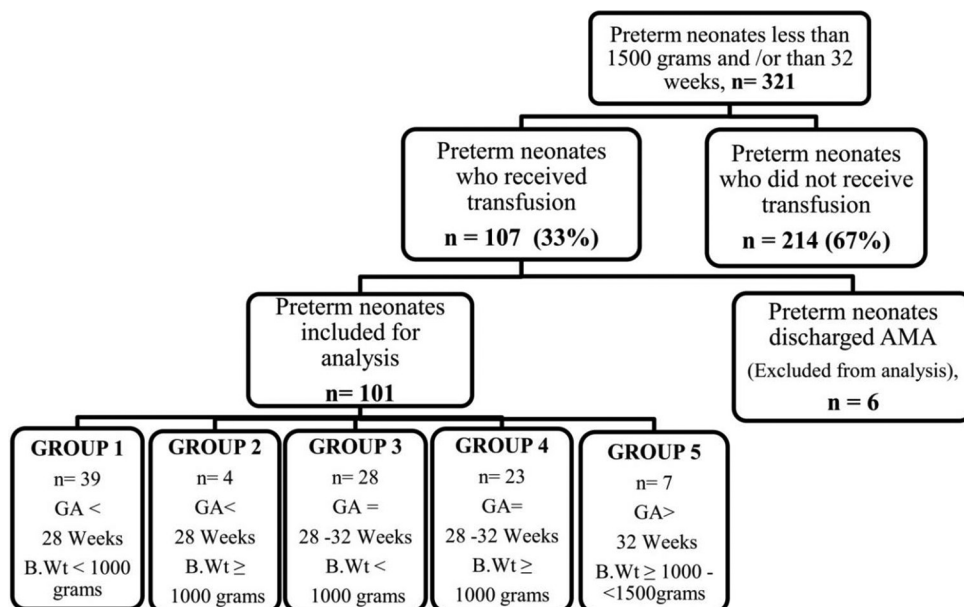 Preterm neonates less than
1500 grams and /or than 32
weeks, n= 321
Preterm neonates
who received
transfusion
n = 107 (33%)
Preterm neonates
who did not receive
transfusion
n = 214 (67%)
Preterm neonates
included for
analysis
n= 101
Preterm neonates
discharged AMA
(Excluded from analysis),
n = 6
GROUP 1
n= 39
GA <
28 Weeks
B.Wt < 1000
grams
GROUP 2
n= 4
GA<
28 Weeks
B.Wt ≥
1000 grams
GROUP 3
n= 28
GA =
28 -32 Weeks
B.Wt <
1000 grams
GROUP 4
n= 23
GA=
28 -32 Weeks
B.Wt ≥
1000 grams
GROUP 5
n= 7
GA>
32 Weeks
B.Wt ≥ 1000 -
<1500grams